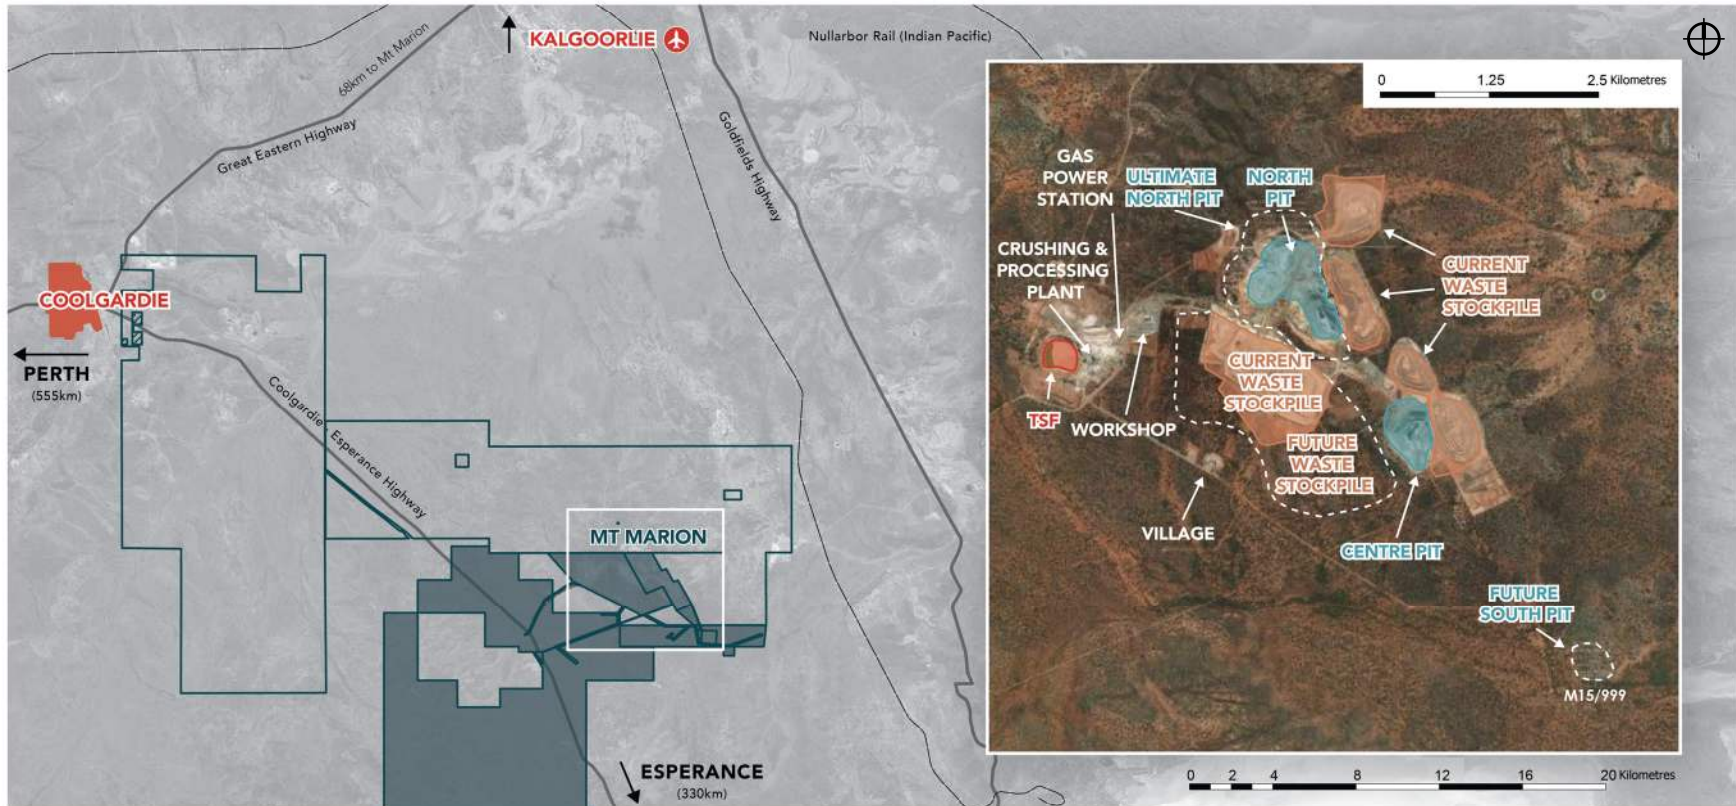 68km to Mt Marion
KALGOORLIE
Nullarbor Rail (Indian Pacific)
Great Eastern Highway
Goldfields Highway
COOLGARDIE
PERTH
(555km)
Coolgardie - Esperance Highway
MT MARION
ESPERANCE
(330km)
0 2 4 8 12 16 20 Kilometres
0 1.25 2.5 Kilometres
GAS
POWER
STATION
ULTIMATE
NORTH PIT
NORTH
PIT
CRUSHING &
PROCESSING
PLANT
CURRENT
WASTE
STOCKPILE
CURRENT
WASTE
STOCKPILE
TSF
WORKSHOP
FUTURE
WASTE
STOCKPILE
VILLAGE
CENTRE PIT
FUTURE
SOUTH PIT
M15/999